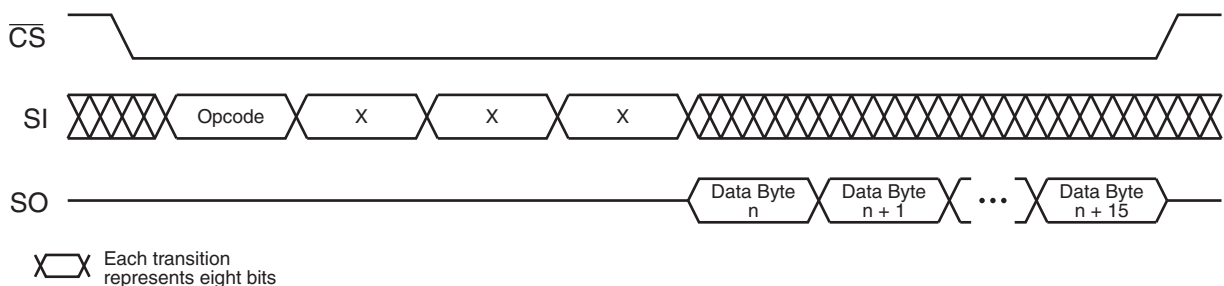 CS
SI
Opcode X X X
SO
Data Byte n
Data Byte n + 1
•••
Data Byte n + 15
Each transition
represents eight bits